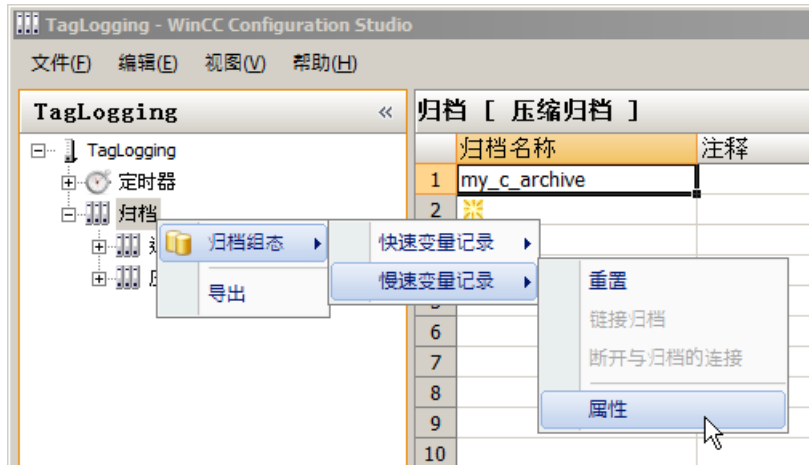 TagLogging - WinCC Configuration Studio
文件(F) 编辑(E) 视图(V) 帮助(H)
TagLogging «
归档 [ 压缩归档 ]
TagLogging
归档名称 注释
定时器
1 my_c_archive
归档
2
归档组态
快速变量记录
导出
慢速变量记录
重置
链接归档
6
断开与归档的连接
7
8
属性
9
10